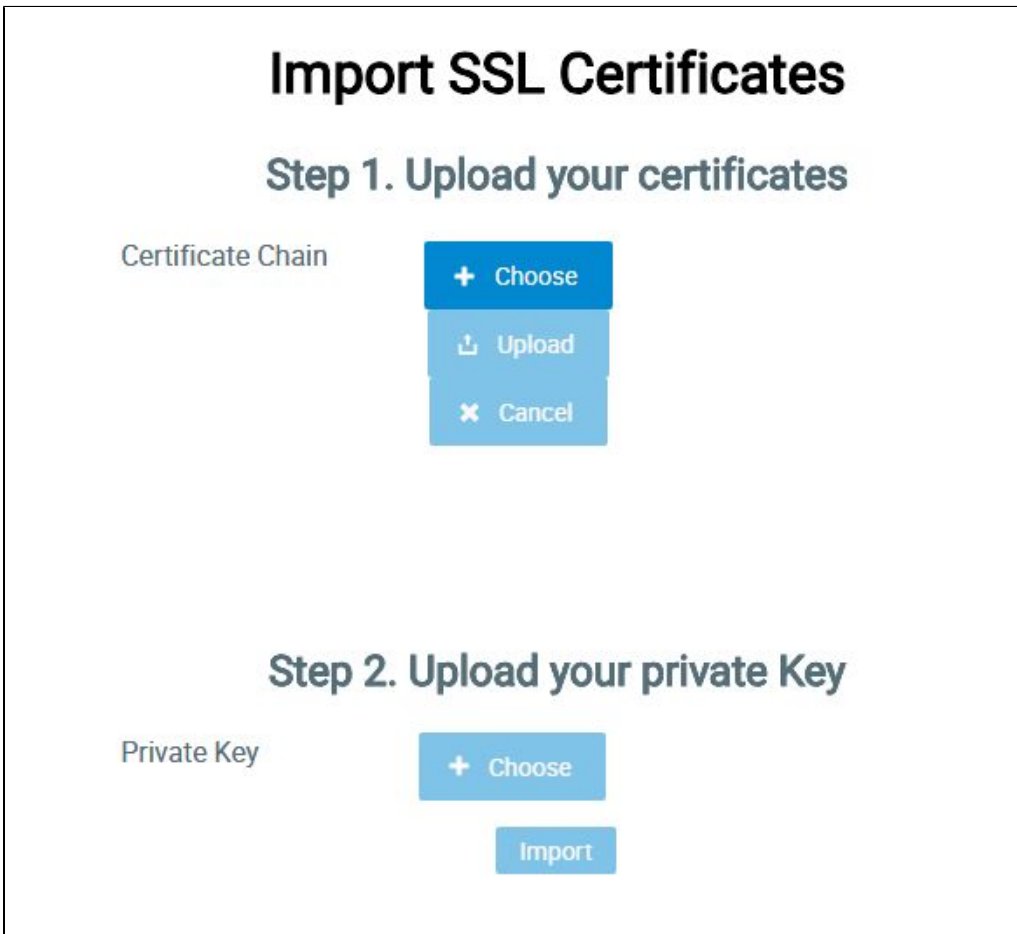 Import SSL Certificates
Step 1. Upload your certificates
Certificate Chain
Choose
Upload
Cancel
Step 2. Upload your private Key
Private Key
Choose
Import